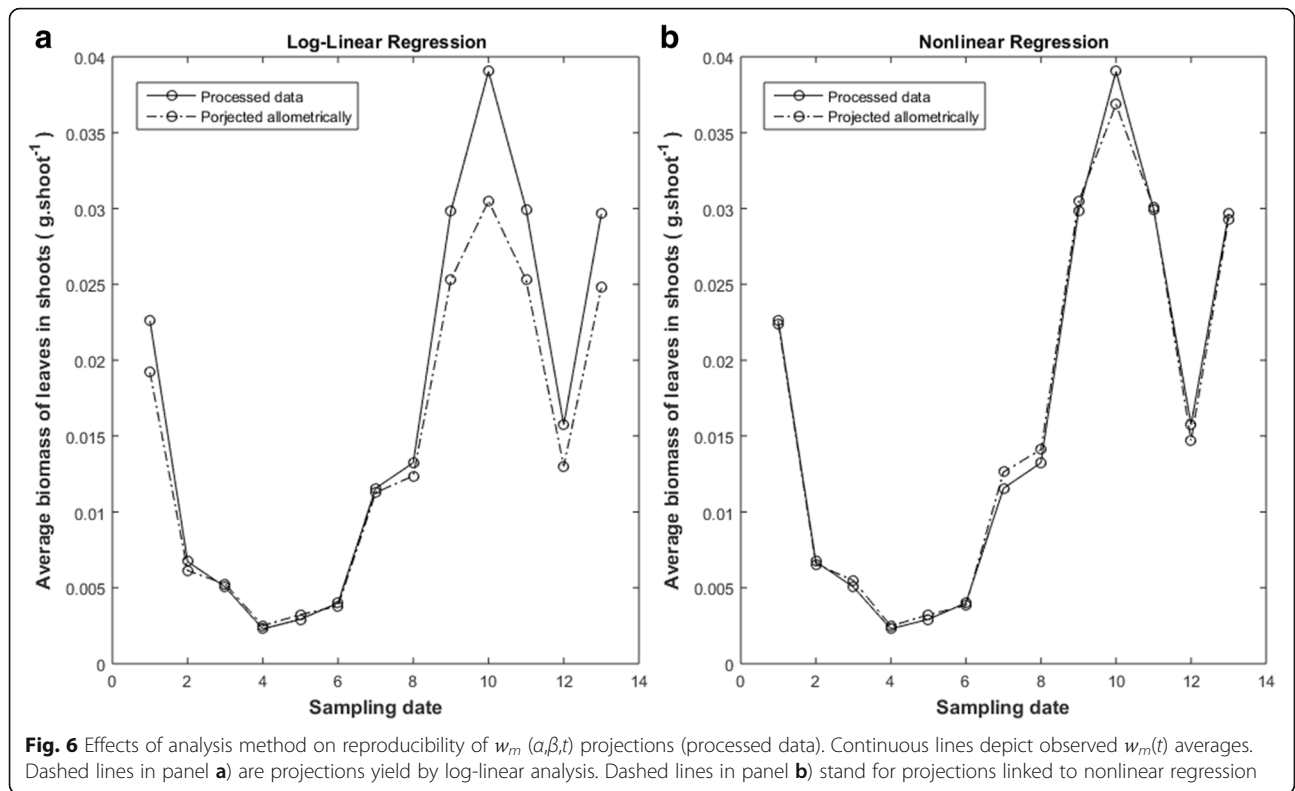 a
Log-Linear Regression
Average biomass of leaves in shoots ( g.shoot⁻¹ )
0.04
0.035
0.03
0.025
0.02
0.015
0.01
0.005
0
Processed data
Porjected allometrically
0 2 4 6 8 10 12 14
Sampling date
b
Nonlinear Regression
Average biomass of leaves in shoots ( g.shoot⁻¹ )
0.04
0.035
0.03
0.025
0.02
0.015
0.01
0.005
0
Processed data
Projected allometrically
0 2 4 6 8 10 12 14
Sampling date
Fig. 6 Effects of analysis method on reproducibility of wₘ (α,β,t) projections (processed data). Continuous lines depict observed wₘ(t) averages.
Dashed lines in panel a) are projections yield by log-linear analysis. Dashed lines in panel b) stand for projections linked to nonlinear regression